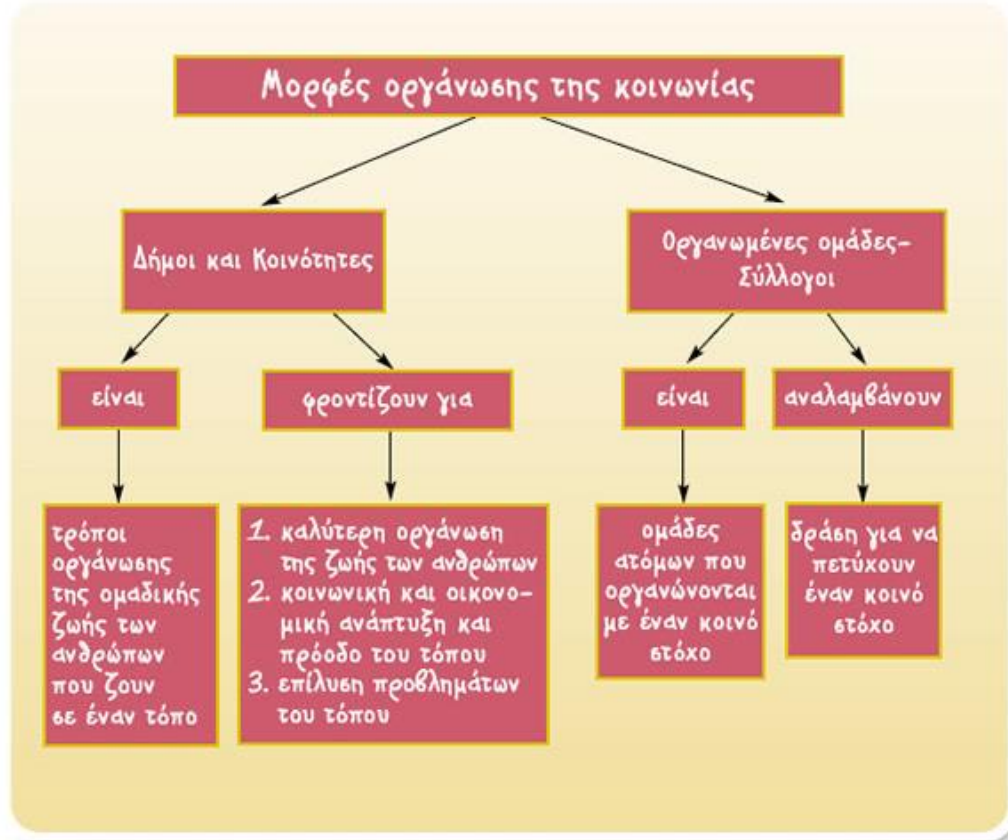 Μορφές οργάνωσης της κοινωνίας
Δήμοι και Κοινότητες
Οργανωμένες ομάδες-
Σύλλογοι
είναι
φροντίζουν για
είναι
αναλαμβάνουν
τρόποι
οργάνωσης
της ομαδικής
ζωής των
ανθρώπων
που ζουν
σε έναν τόπο
1. καλύτερη οργάνωση
της ζωής των ανθρώπων
2. κοινωνική και οικονο-
μική ανάπτυξη και
πρόοδο του τόπου
3. επίλυση προβλημάτων
του τόπου
ομάδες
ατόμων που
οργανώνονται
με έναν κοινό
στόχο
δράση για να
πετύχουν
έναν κοινό
στόχο